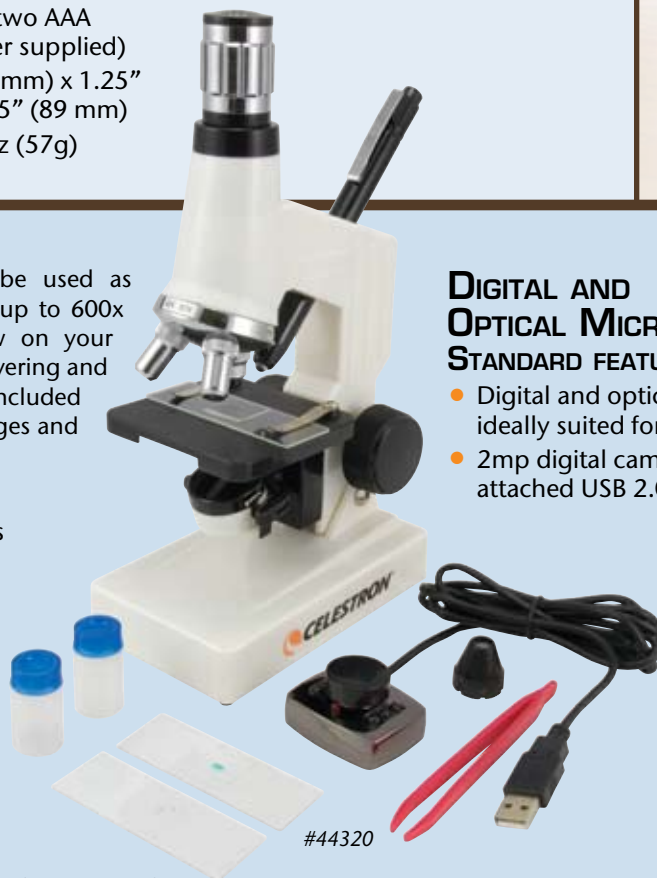 two AAA
er supplied)
mm) x 1.25”
5” (89 mm)
z (57g)
be used as
up to 600x
on your
vering and
ncluded
ges and
s
DIGITAL AND
OPTICAL MICR
STANDARD FEATU
• Digital and optic
ideally suited for
• 2mp digital cam
attached USB 2.0
CELESTRON
#44320